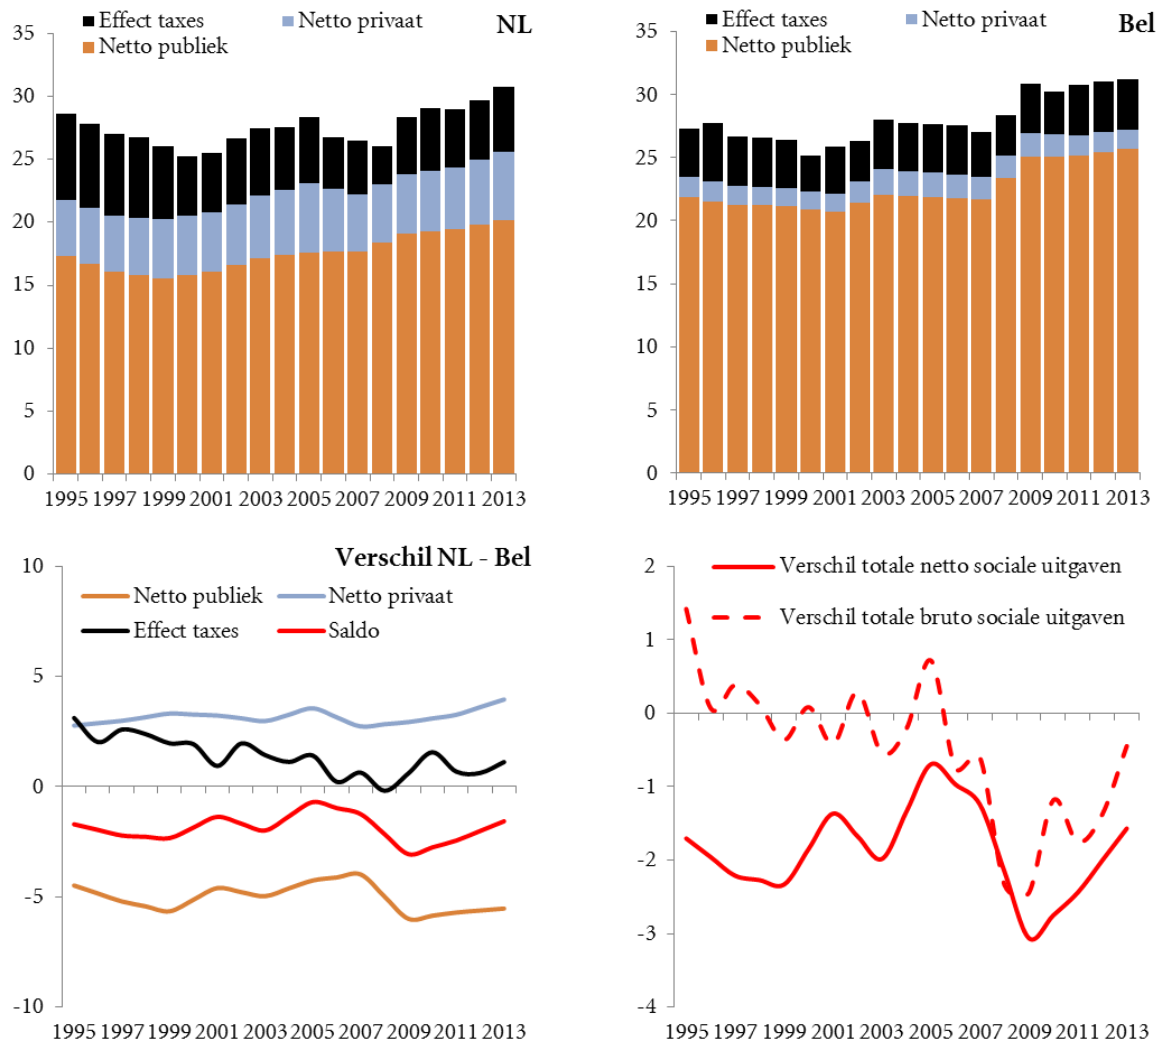 Effect taxes Netto privaat NL
Netto publiek
35
30
25
20
15
10
5
0
1995 1997 1999 2001 2003 2005 2007 2009 2011 2013
Effect taxes Netto privaat Bel
Netto publiek
35
30
25
20
15
10
5
0
1995 1997 1999 2001 2003 2005 2007 2009 2011 2013
Verschil NL - Bel
Netto publiek Netto privaat
Effect taxes Saldo
10
5
0
-5
-10
1995 1997 1999 2001 2003 2005 2007 2009 2011 2013
Verschil totale netto sociale uitgaven
Verschil totale bruto sociale uitgaven
2
1
0
-1
-2
-3
-4
1995 1997 1999 2001 2003 2005 2007 2009 2011 2013